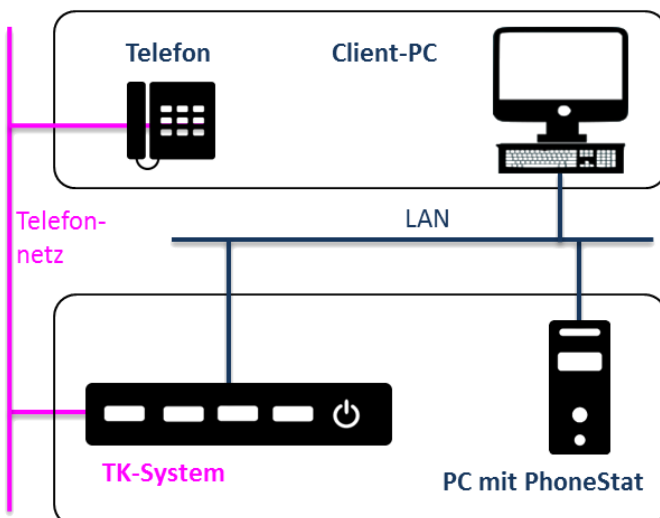 Telefon
Client-PC
Telefon-
netz
LAN
TK-System
PC mit PhoneStat